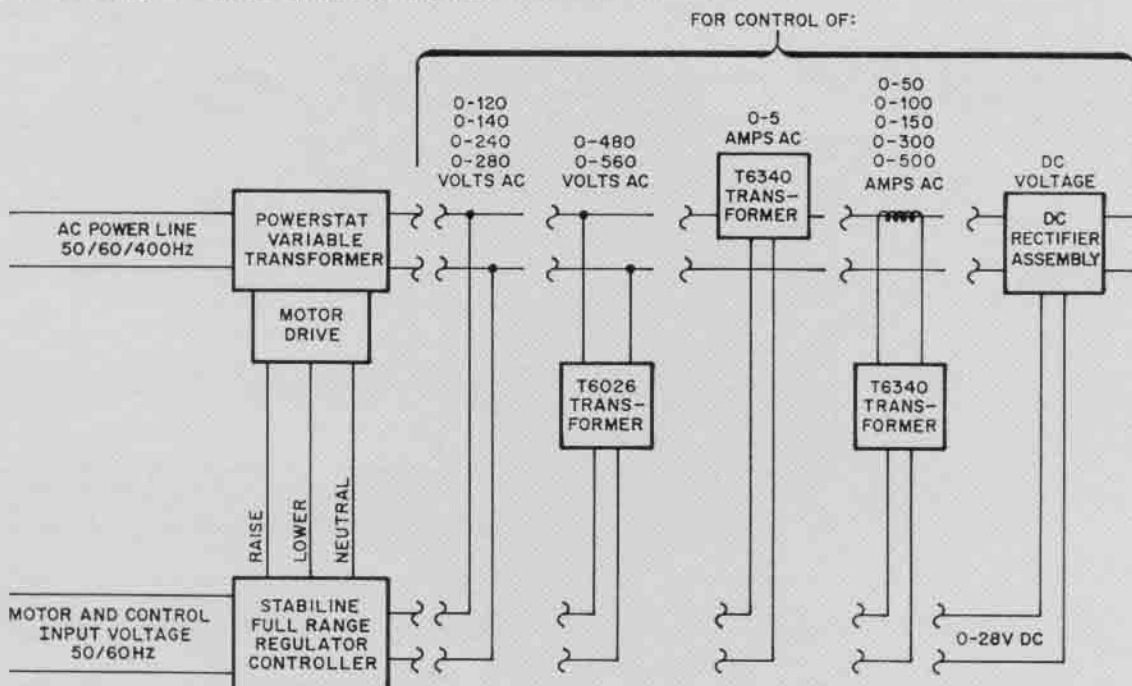 FOR CONTROL OF:
0-120
0-140
0-240
0-280
VOLTS AC
0-480
0-560
VOLTS AC
0-5
AMPS AC
0-50
0-100
0-150
0-300
0-500
AMPS AC
DC
VOLTAGE
AC POWER LINE
50/60/400HZ
POWERSTAT
VARIABLE
TRANSFORMER
T6340
TRANS-
FORMER
DC
RECTIFIER
ASSEMBLY
MOTOR
DRIVE
T6026
TRANS-
FORMER
T6340
TRANS-
FORMER
RAISE
LOWER
NEUTRAL
MOTOR AND CONTROL
INPUT VOLTAGE
50/60HZ
STABILINE
FULL RANGE
REGULATOR
CONTROLLER
0-28V DC